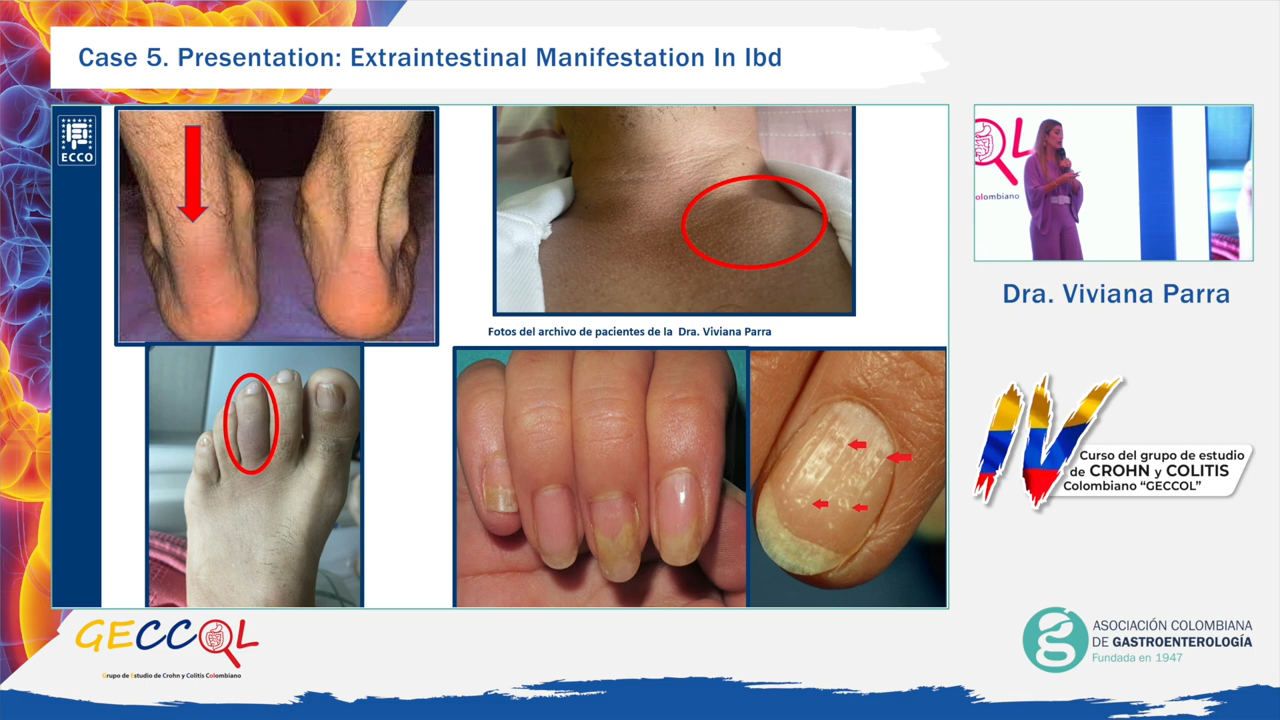 Case 5. Presentation: Extraintestinal Manifestation In Ibd
ECCO
Fotos del archivo de pacientes de la Dra. Viviana Parra
olombiano
Dra. Viviana Parra
IV
Curso del grupo de estudio
de CROHN y COLITIS
Colombiano “GECCOL”
GECCOL
Grupo de Estudio de Crohn y Colitis Colombiano
ASOCIACIÓN COLOMBIANA
DE GASTROENTEROLOGÍA
Fundada en 1947